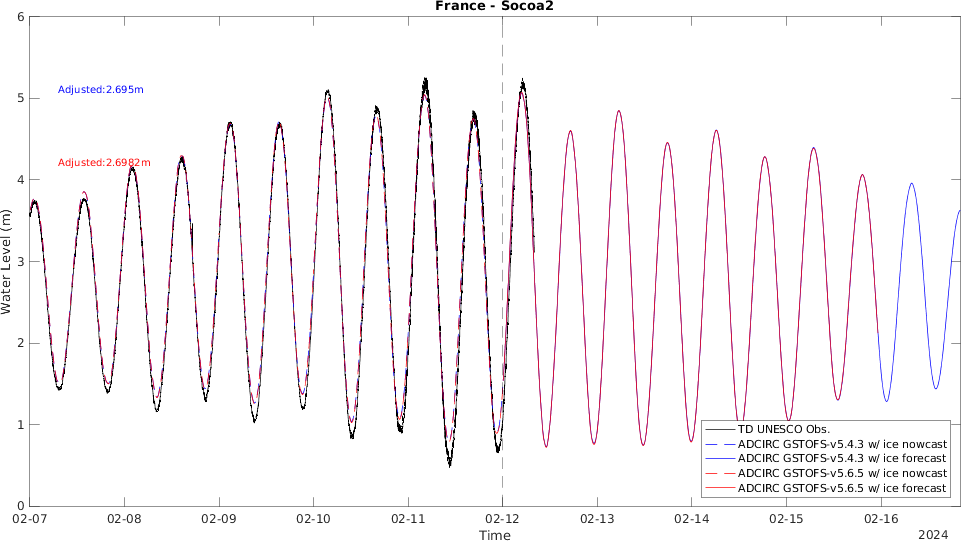 France - Socoa2
6
5
4
3
2
1
0
Water Level (m)
Adjusted:2.695m
Adjusted:2.6982m
TD UNESCO Obs.
ADCIRC GSTOFS-v5.4.3 w/ ice nowcast
ADCIRC GSTOFS-v5.4.3 w/ ice forecast
ADCIRC GSTOFS-v5.6.5 w/ ice nowcast
ADCIRC GSTOFS-v5.6.5 w/ ice forecast
02-07 02-08 02-09 02-10 02-11 02-12 02-13 02-14 02-15 02-16
Time
2024